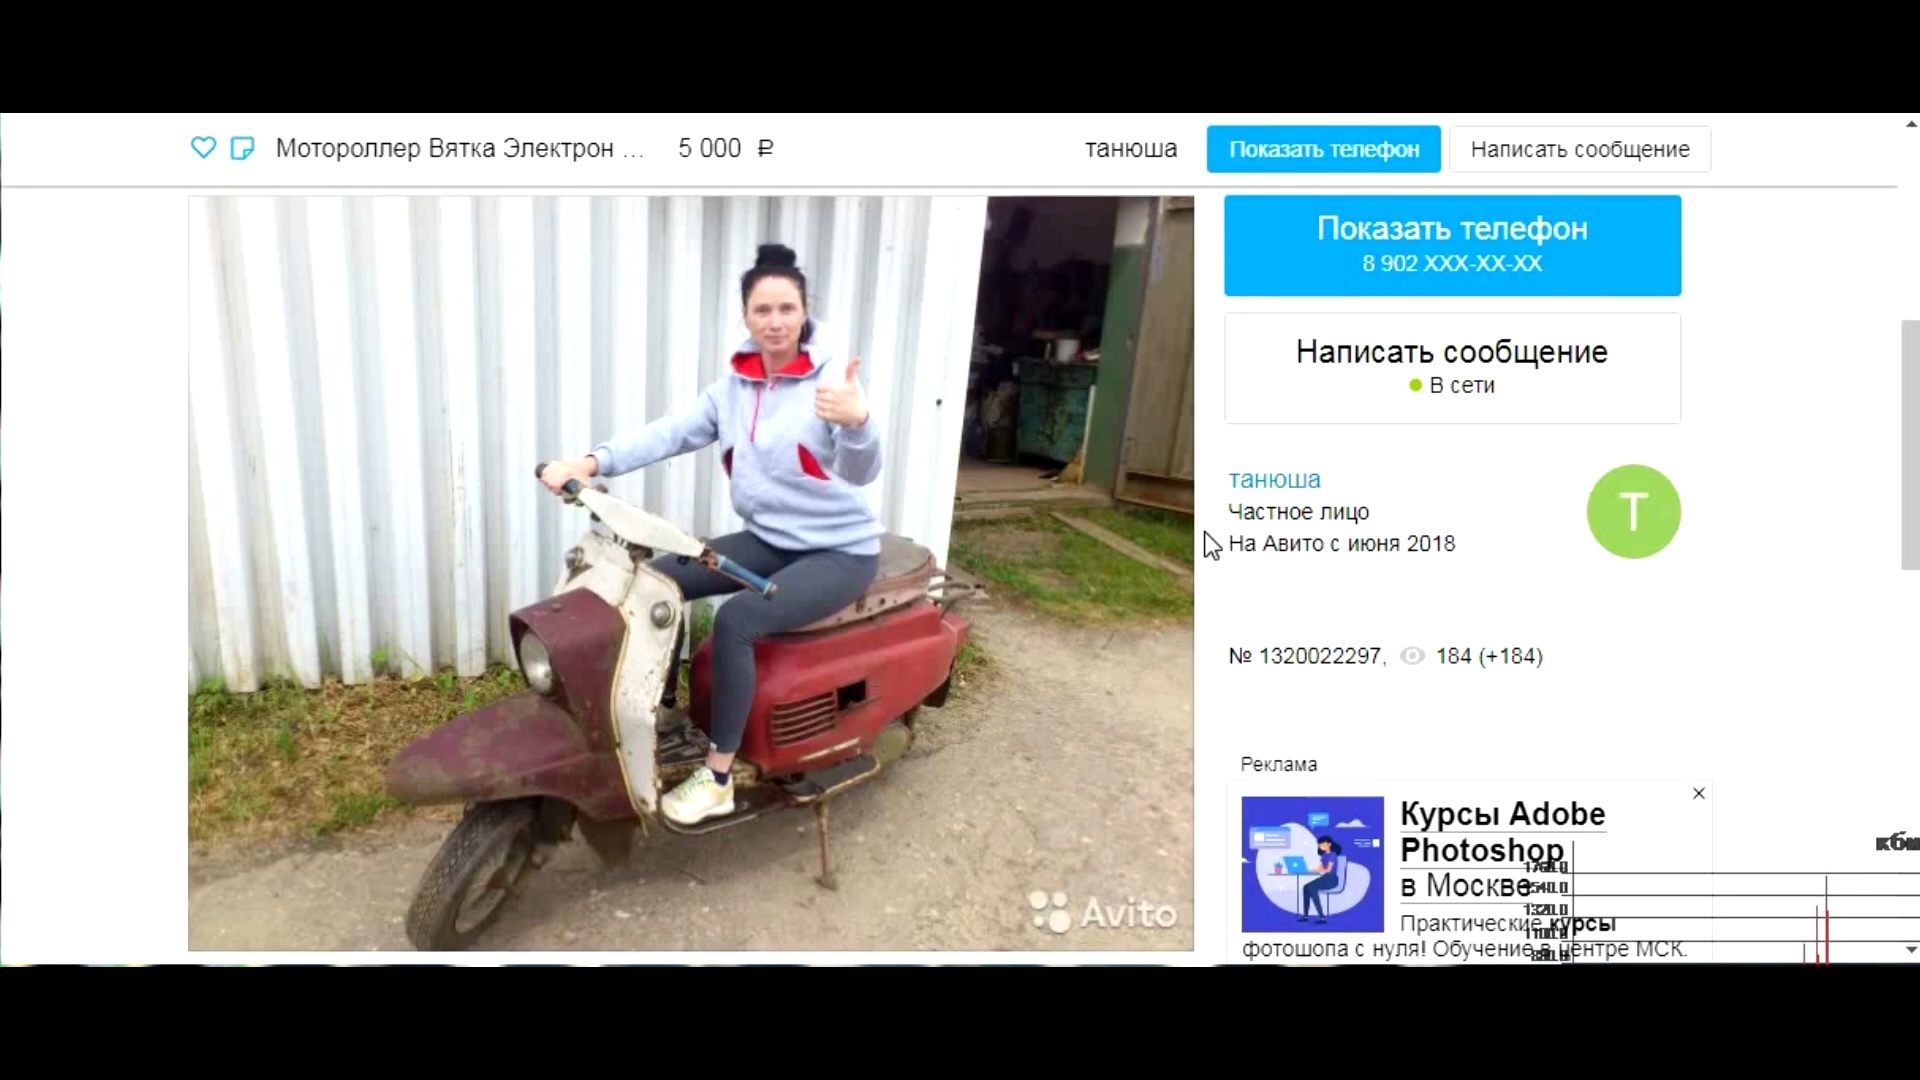 Мотороллер Вятка Электрон ... 5 000 ₽
танюша
Показать телефон
Написать сообщение
Показать телефон
8 902 XXX-XX-XX
Написать сообщение
В сети
танюша
Частное лицо
На Авито с июня 2018
T
№ 1320022297, 184 (+184)
Реклама
Курсы Adobe
Photoshop
в Москве
Практические курсы
фотошопа с нуля! Обучение в центре МСК.
Avito